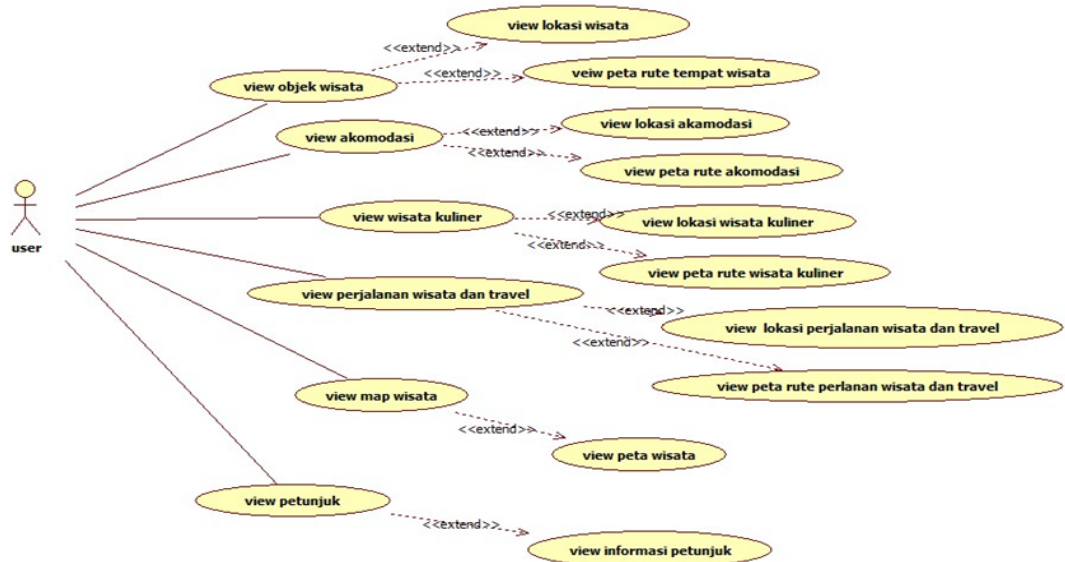 view lokasi wisata
<<extend>>
<<extend>>
veiw peta rute tempat wisata
view objek wisata
view lokasi akamodasi
<<extend>>
view akomodasi
<<extend>>
view peta rute akomodasi
view wisata kuliner
<<extend>>
view lokasi wisata kuliner
user
<<extend>>
view peta rute wisata kuliner
view perjalanan wisata dan travel
<<extend>>
view lokasi perjalanan wisata dan travel
<<extend>>
view peta rute perlanan wisata dan travel
view map wisata
<<extend>>
view peta wisata
view petunjuk
<<extend>>
view informasi petunjuk